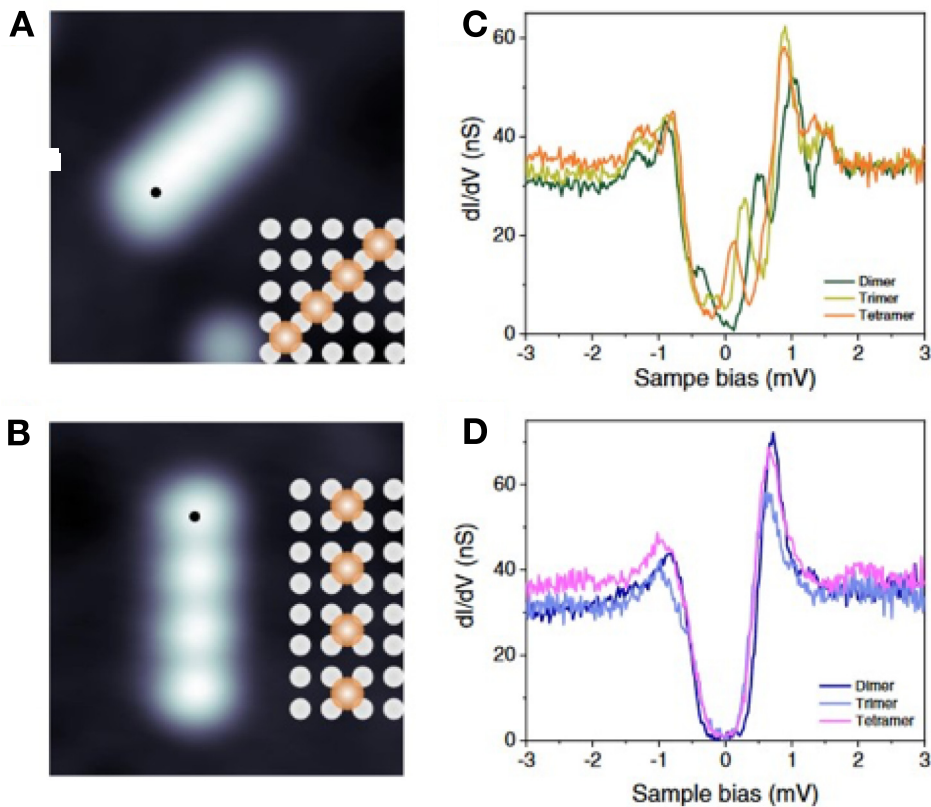 A
C
dI/dV (nS)
60
40
20
0
Dimer
Trimer
Tetramer
-3 -2 -1 0 1 2 3
Sampe bias (mV)
B
D
dI/dV (nS)
60
40
20
0
Dimer
Trimer
Tetramer
-3 -2 -1 0 1 2 3
Sample bias (mV)